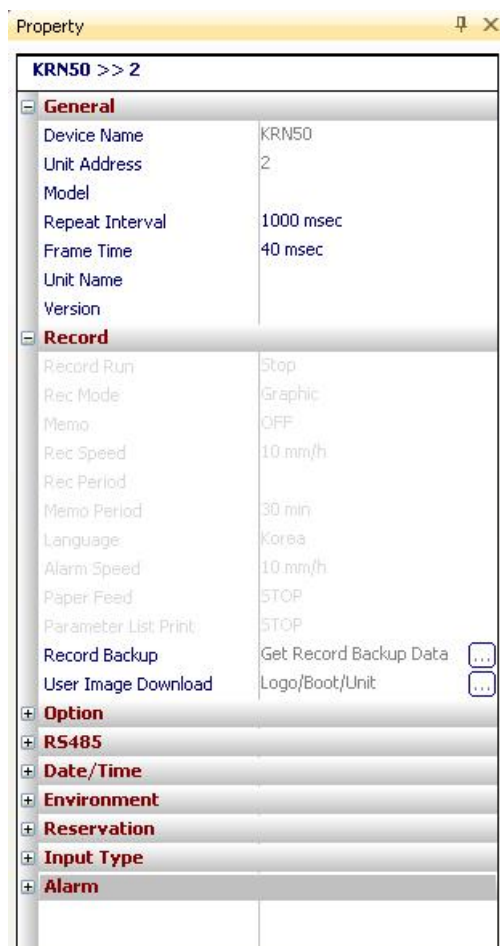 Property
KRN50 >> 2
General
Device Name KRN50
Unit Address 2
Model
Repeat Interval 1000 msec
Frame Time 40 msec
Unit Name
Version
Record
Record Run Stop
Rec Mode Graphic
Memo OFF
Rec Speed 10 mm/h
Rec Period
Memo Period 30 min
Language Korea
Alarm Speed 10 mm/h
Paper Feed STOP
Parameter List Print STOP
Record Backup Get Record Backup Data ...
User Image Download Logo/Boot/Unit ...
Option
RS485
Date/Time
Environment
Reservation
Input Type
Alarm